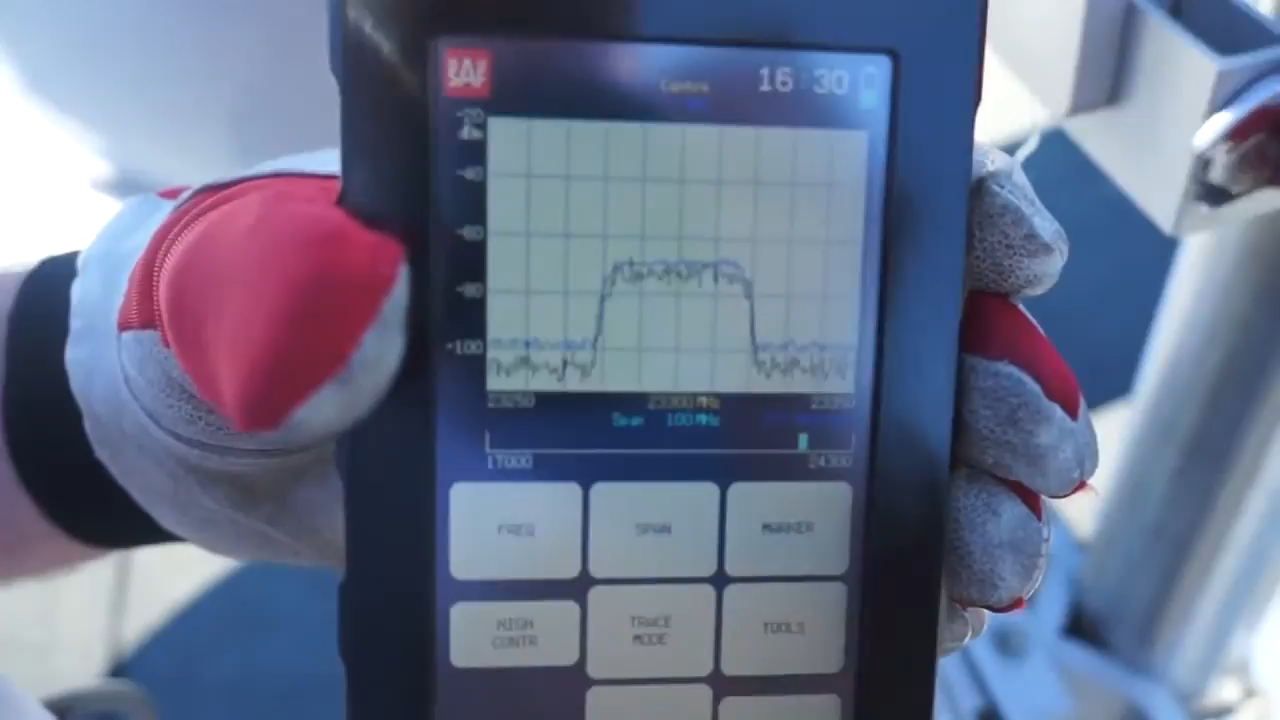 SAF
16:30
-20
-40
-60
-80
-100
23250 23300 MHz 23350
Span 100 MHz
17000 24300
FREQ SPAN MARKER
HIGH CONTR
TRACE MODE
TOOLS